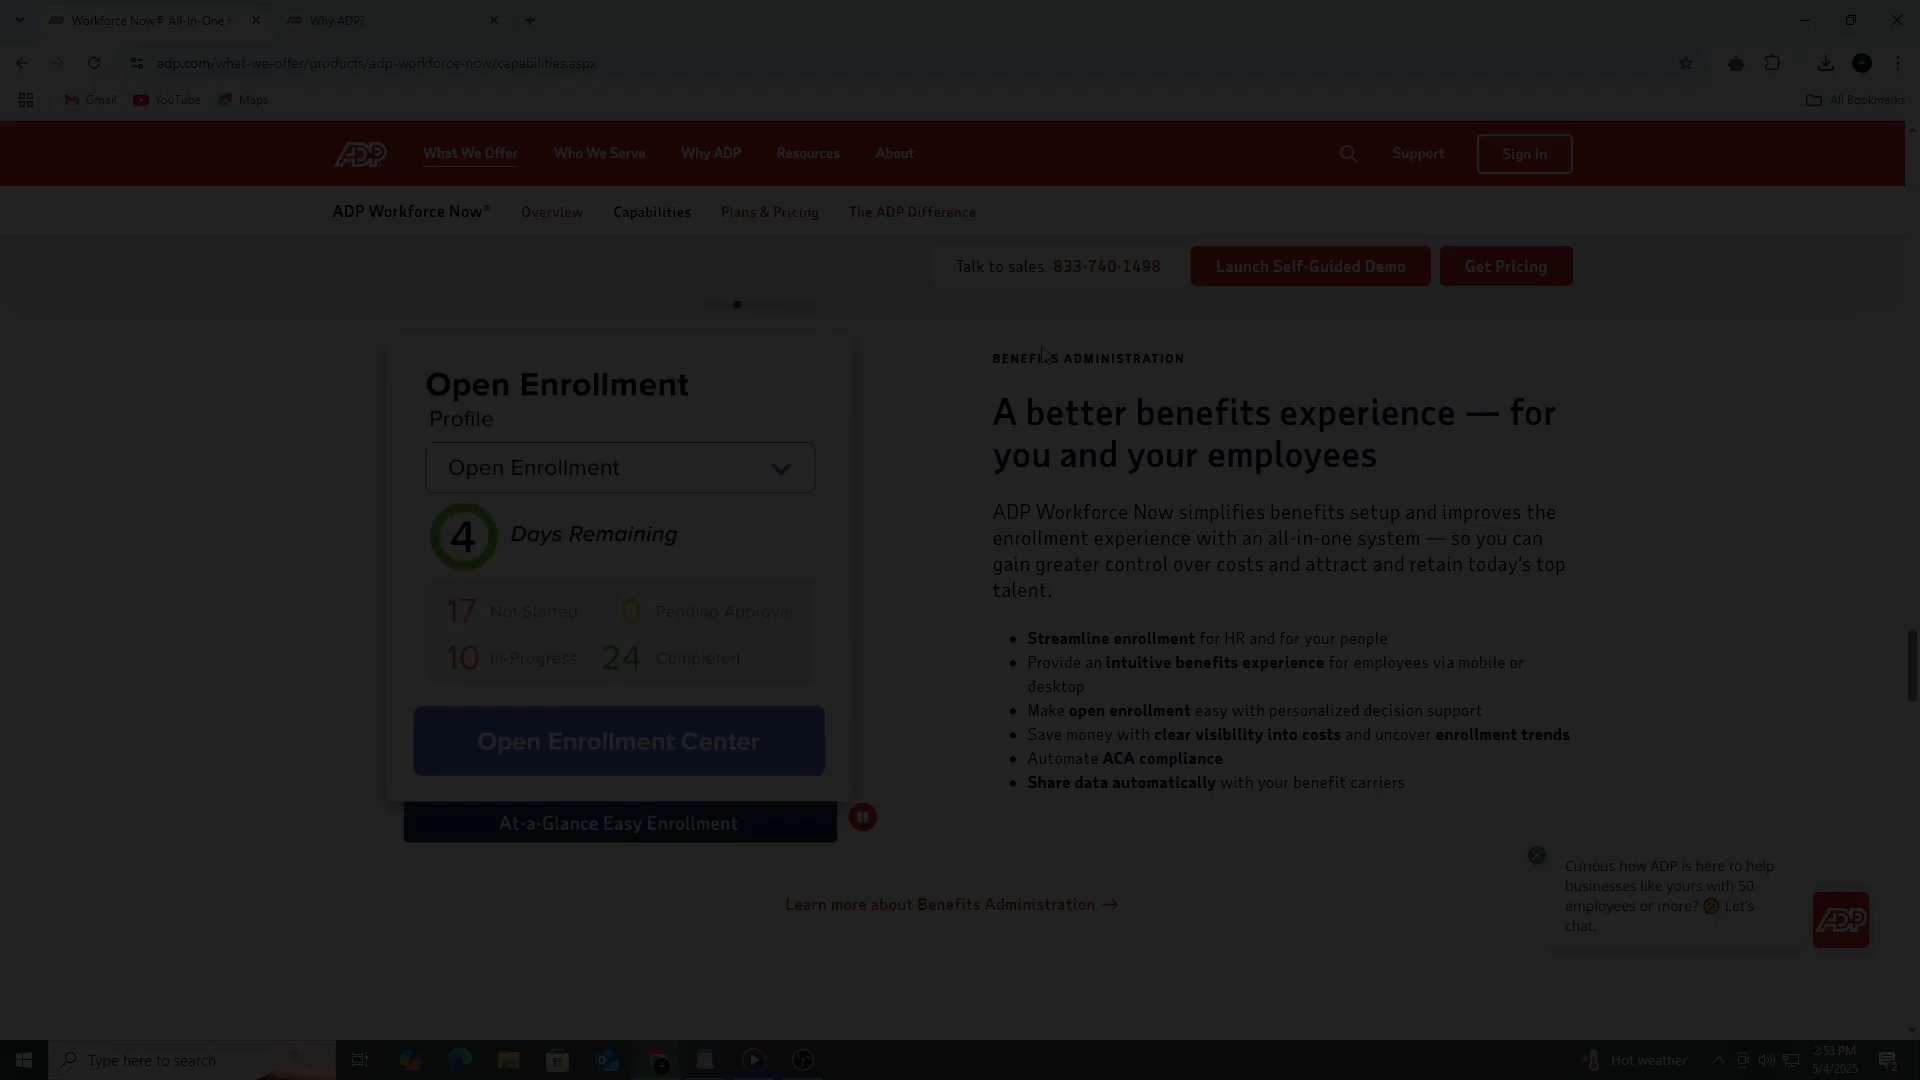 Workforce Now® All-In-One H
Why ADP?
adp.com/what-we-offer/products/adp-workforce-now/capabilities.aspx
Gmail
YouTube
Maps
All Bookmarks
ADP
What We Offer
Who We Serve
Why ADP
Resources
About
Support
Sign In
ADP Workforce Now®
Overview
Capabilities
Plans & Pricing
The ADP Difference
Talk to sales 833-740-1498
Launch Self-Guided Demo
Get Pricing
Open Enrollment
Profile
Open Enrollment
4 Days Remaining
17 Not Started
0 Pending Approval
10 In-Progress
24 Completed
Open Enrollment Center
At-a-Glance Easy Enrollment
BENEFITS ADMINISTRATION
A better benefits experience — for
you and your employees
ADP Workforce Now simplifies benefits setup and improves the
enrollment experience with an all-in-one system — so you can
gain greater control over costs and attract and retain today's top
talent.
• Streamline enrollment for HR and for your people
• Provide an intuitive benefits experience for employees via mobile or
desktop
• Make open enrollment easy with personalized decision support
• Save money with clear visibility into costs and uncover enrollment trends
• Automate ACA compliance
• Share data automatically with your benefit carriers
Learn more about Benefits Administration →
Curious how ADP is here to help
businesses like yours with 50
employees or more? 🤔 Let's
chat.
ADP
Type here to search
Hot weather
2:53 PM
5/4/2025
2